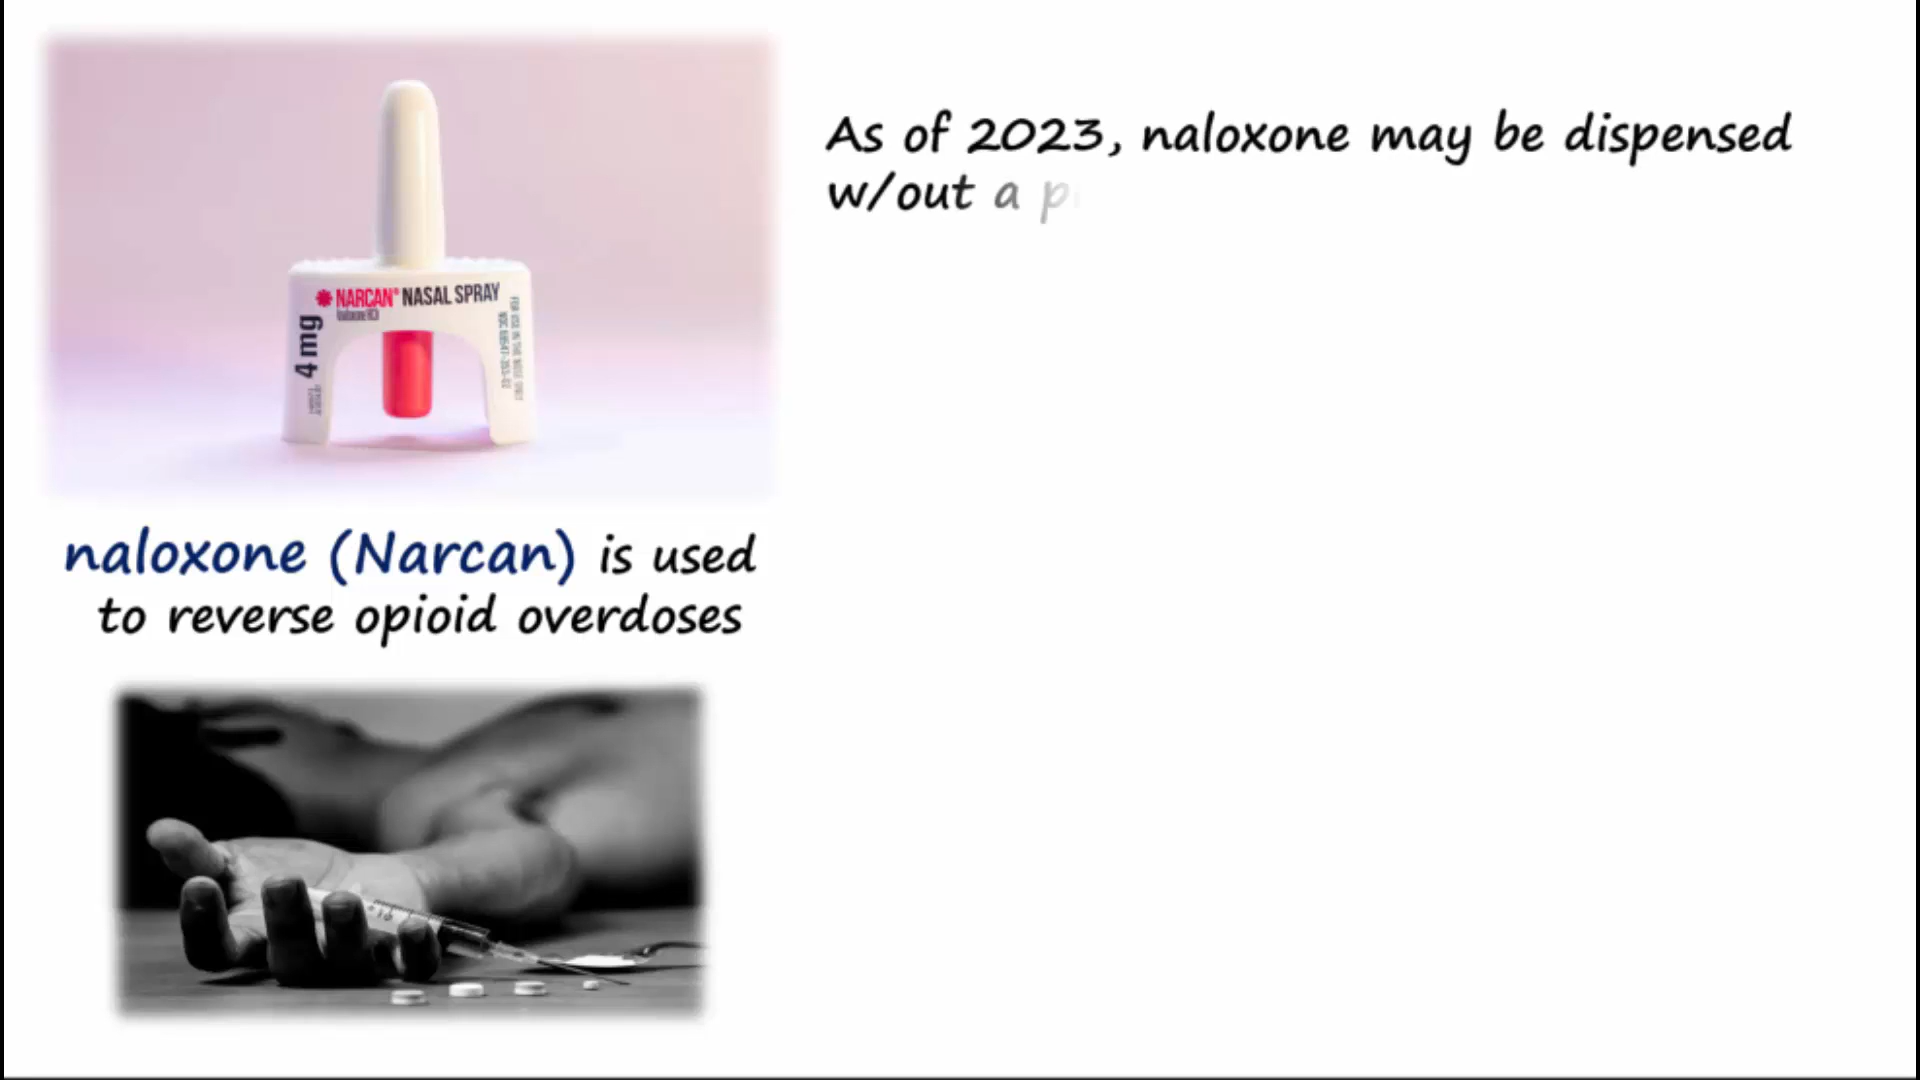 As of 2023, naloxone may be dispensed
w/out a p
NARCAN® NASAL SPRAY
4 mg
naloxone (Narcan) is used
to reverse opioid overdoses